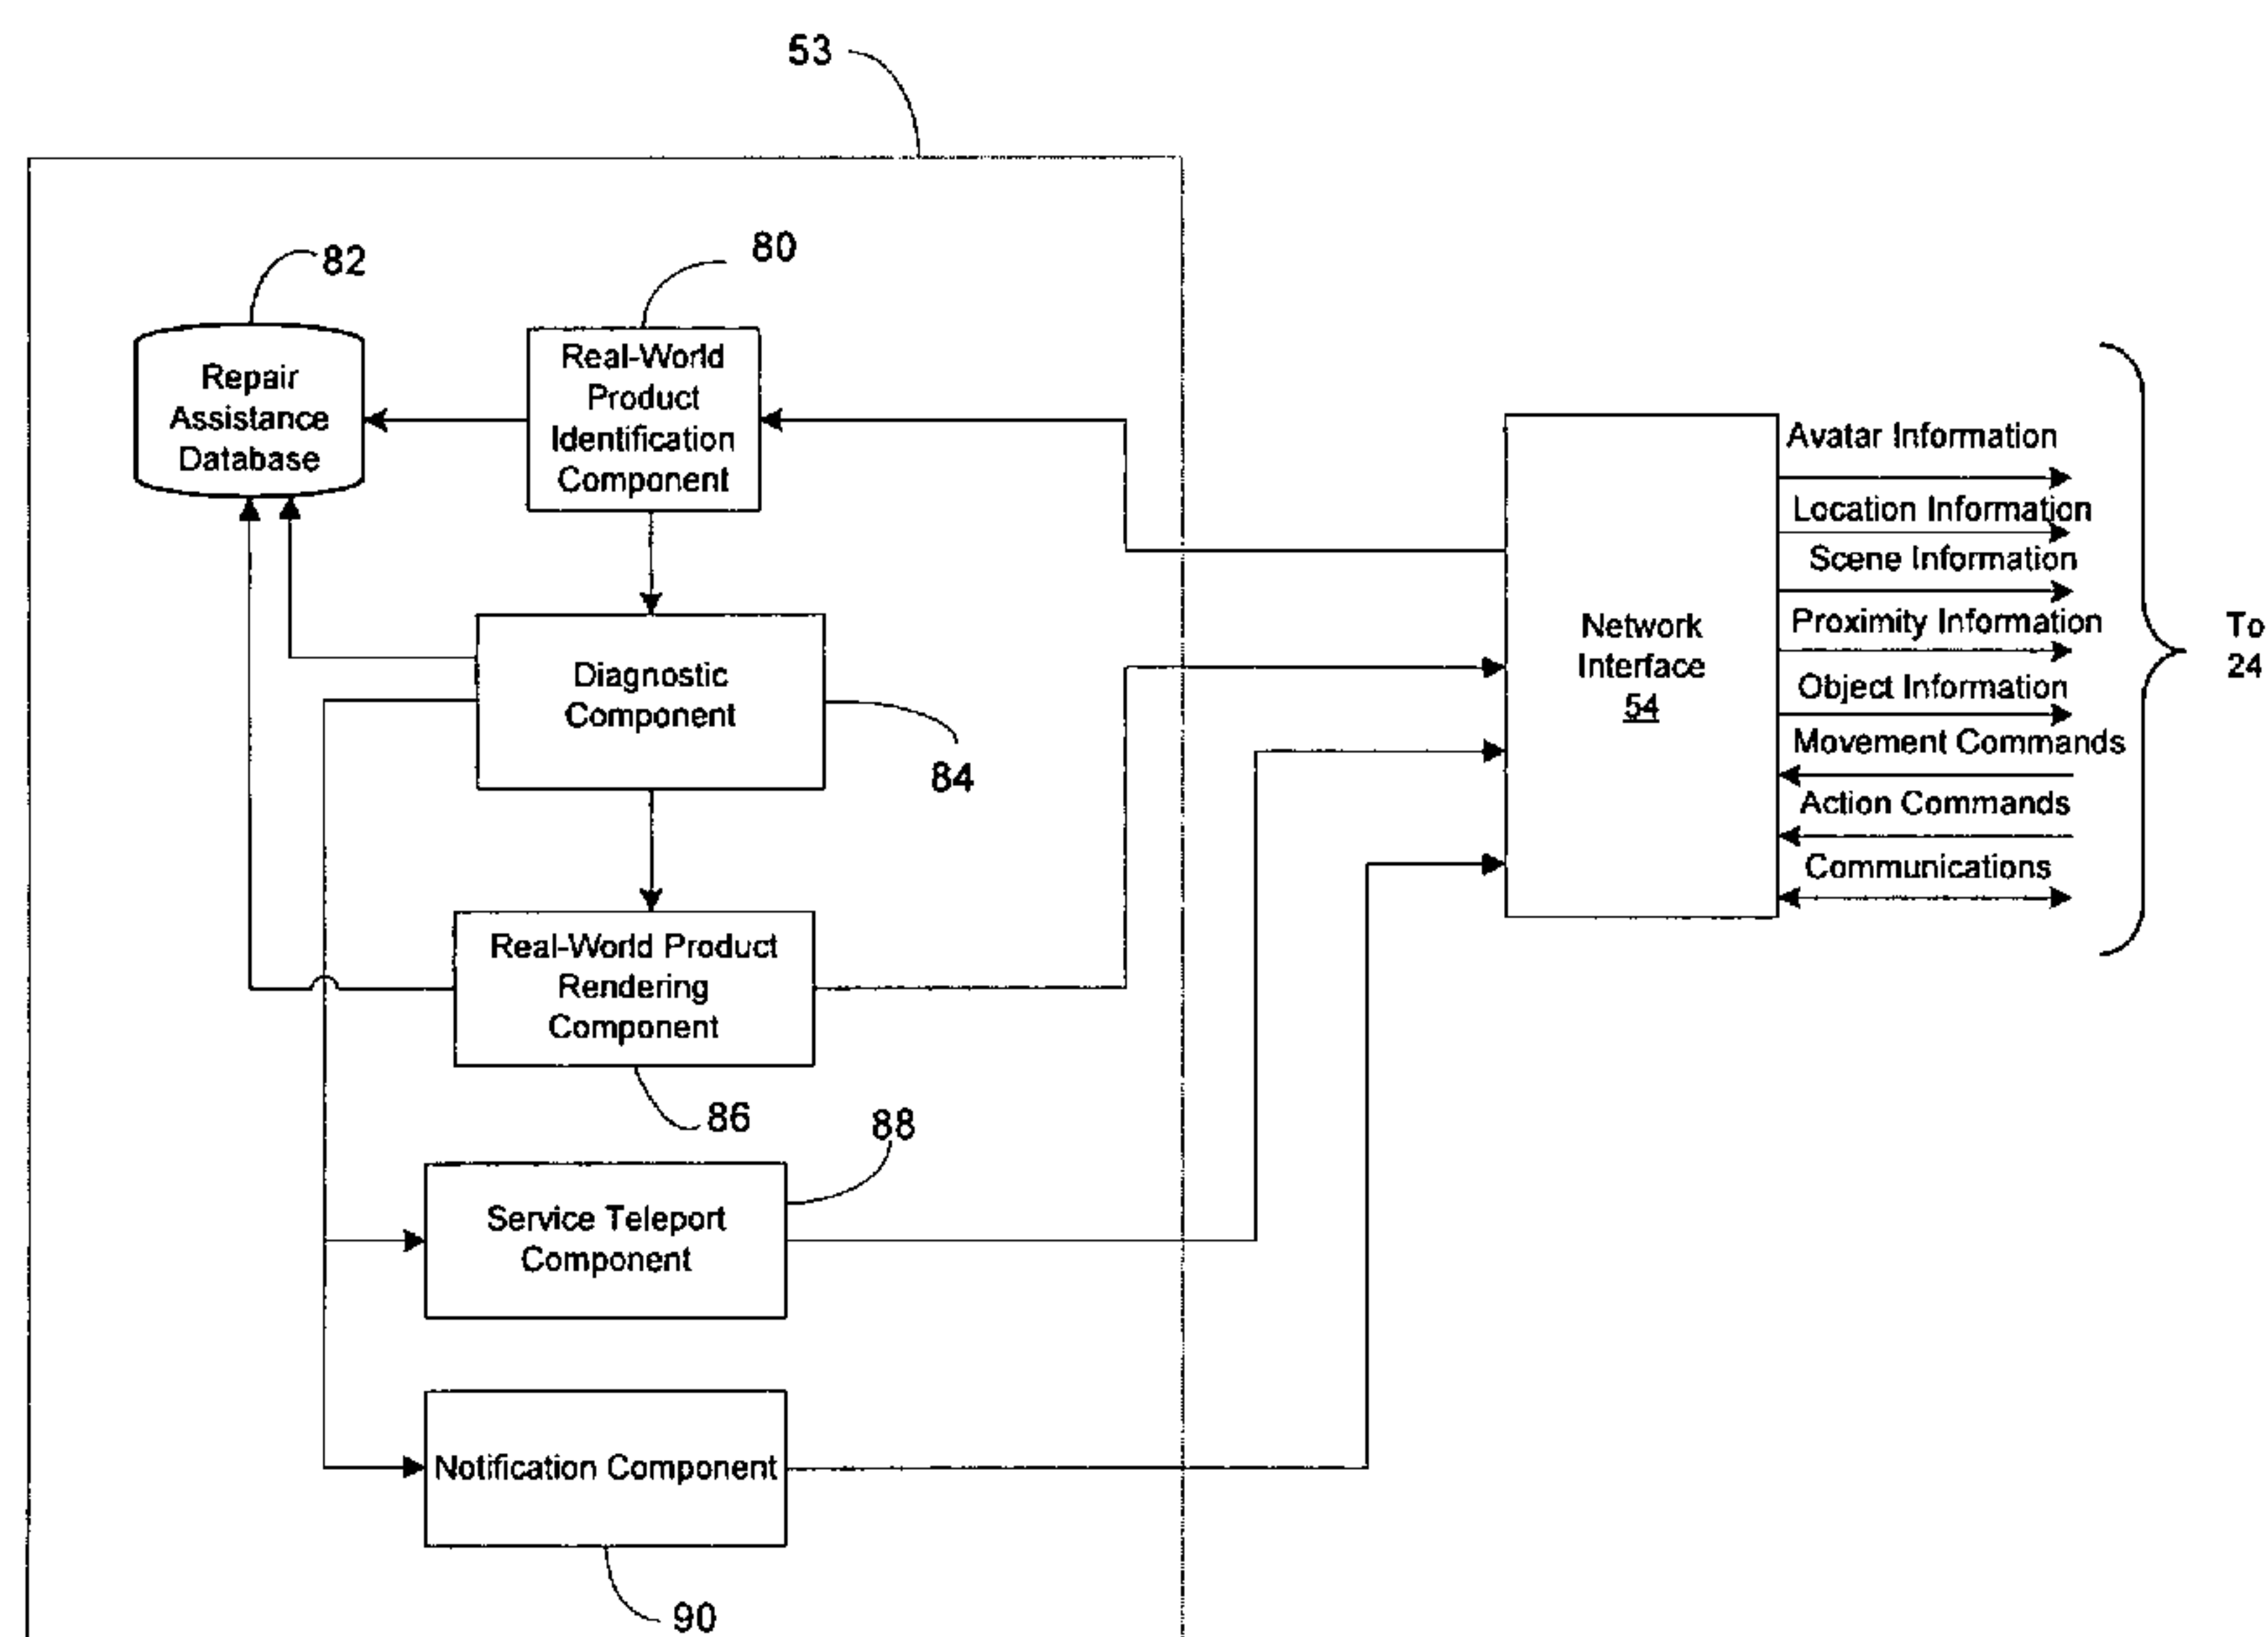 53
82
80
Repair
Assistance
Database
Real-World
Product
Identification
Component
Diagnostic
Component
84
Real-World Product
Rendering
Component
86
88
Service Teleport
Component
Notification Component
90
Network
Interface
54
Avatar Information
Location Information
Scene Information
Proximity Information
Object Information
Movement Commands
Action Commands
Communications
To
24